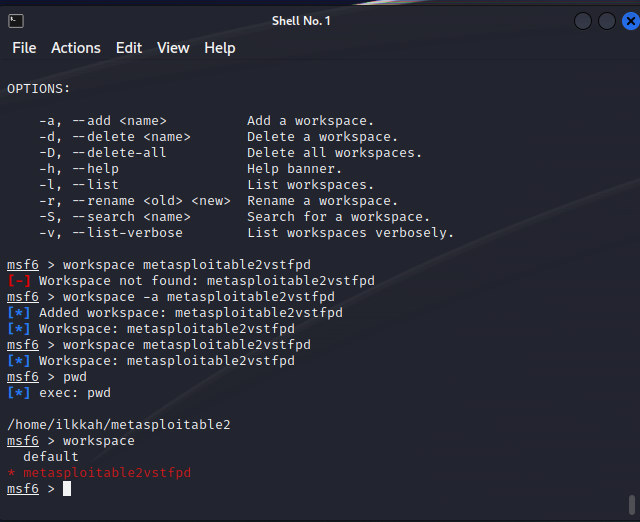 Shell No. 1
File Actions Edit View Help
OPTIONS:
-a, --add <name> Add a workspace.
-d, --delete <name> Delete a workspace.
-D, --delete-all Delete all workspaces.
-h, --help Help banner.
-l, --list List workspaces.
-r, --rename <old> <new> Rename a workspace.
-S, --search <name> Search for a workspace.
-v, --list-verbose List workspaces verbosely.
msf6 > workspace metasploitable2vstfpd
[-] Workspace not found: metasploitable2vstfpd
msf6 > workspace -a metasploitable2vstfpd
[*] Added workspace: metasploitable2vstfpd
[*] Workspace: metasploitable2vstfpd
msf6 > workspace metasploitable2vstfpd
[*] Workspace: metasploitable2vstfpd
msf6 > pwd
[*] exec: pwd
/home/ilkkah/metasploitable2
msf6 > workspace
default
* metasploitable2vstfpd
msf6 >